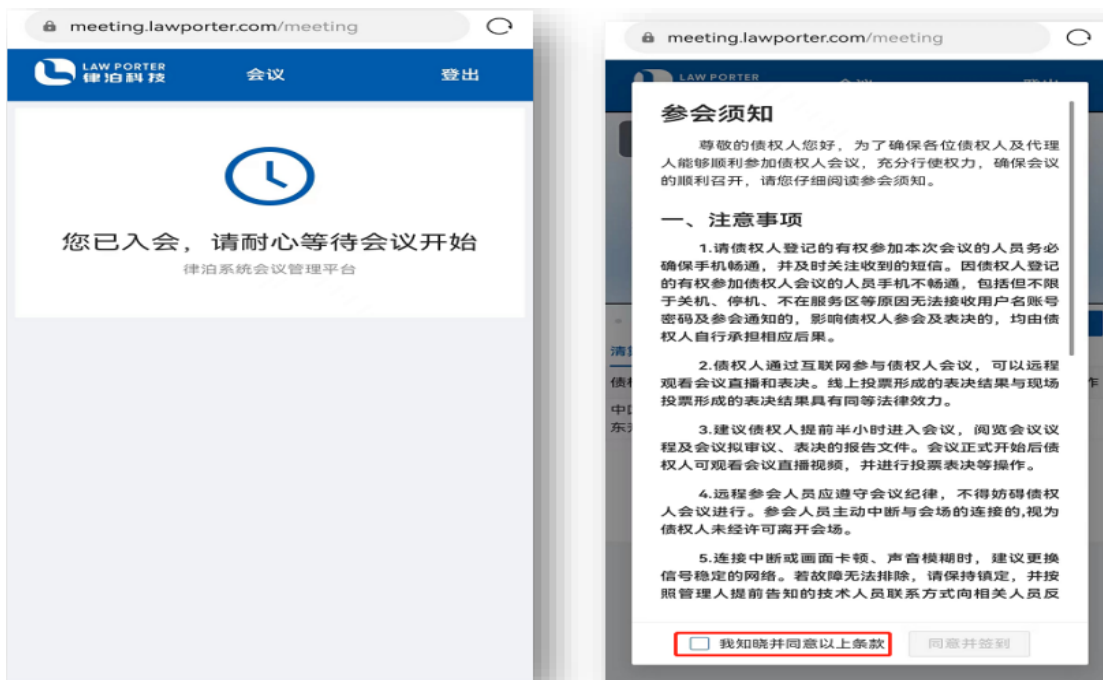 meeting.lawporter.com/meeting
LAW PORTER
律泊科技
会议
登出
您已入会，请耐心等待会议开始
律泊系统会议管理平台
meeting.lawporter.com/meeting
LAW PORTER
参会须知
尊敬的债权人您好，为了确保各位债权人及代理
人能够顺利参加债权人会议，充分行使权力，确保会议
的顺利召开，请您仔细阅读参会须知。
一、注意事项
1.请债权人登记的有权参加本次会议的人员务必
确保手机畅通，并及时关注收到的短信。因债权人登记
的有权参加债权人会议的人员手机不畅通，包括但不限
于关机、停机、不在服务区等原因无法接收用户名账号
密码及参会通知的，影响债权人参会及表决的，均由债
权人自行承担相应后果。
2.债权人通过互联网参与债权人会议，可以远程
观看会议直播和表决。线上投票形成的表决结果与现场
投票形成的表决结果具有同等法律效力。
3.建议债权人提前半小时进入会议，阅览会议议
程及会议拟审议、表决的报告文件。会议正式开始后债
权人可观看会议直播视频，并进行投票表决等操作。
4.远程参会人员应遵守会议纪律，不得妨碍债权
人会议进行。参会人员主动中断与会场的连接的,视为
债权人未经许可离开会场。
5.连接中断或画面卡顿、声音模糊时，建议更换
信号稳定的网络。若故障无法排除，请保持镇定，并按
照管理人提前告知的技术人员联系方式向相关人员反
我知晓并同意以上条款
同意并签到